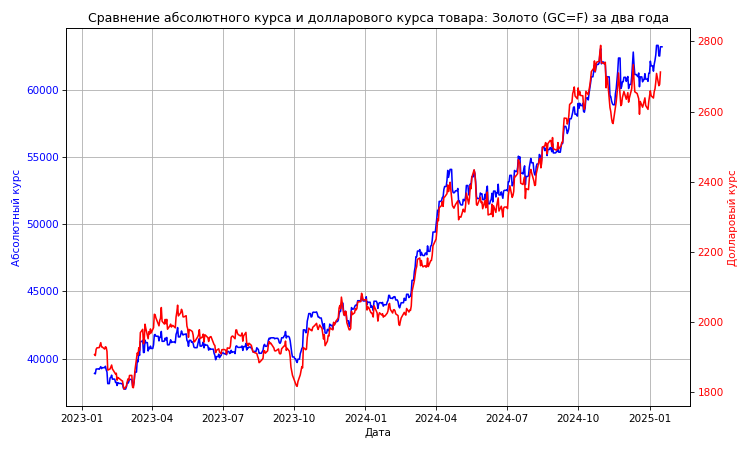 Сравнение абсолютного курса и долларового курса товара: Золото (GC=F) за два года
Абсолютный курс
60000
55000
50000
45000
40000
2800
2600
2400
2200
2000
1800
Долларовый курс
2023-01 2023-04 2023-07 2023-10 2024-01 2024-04 2024-07 2024-10 2025-01
Дата